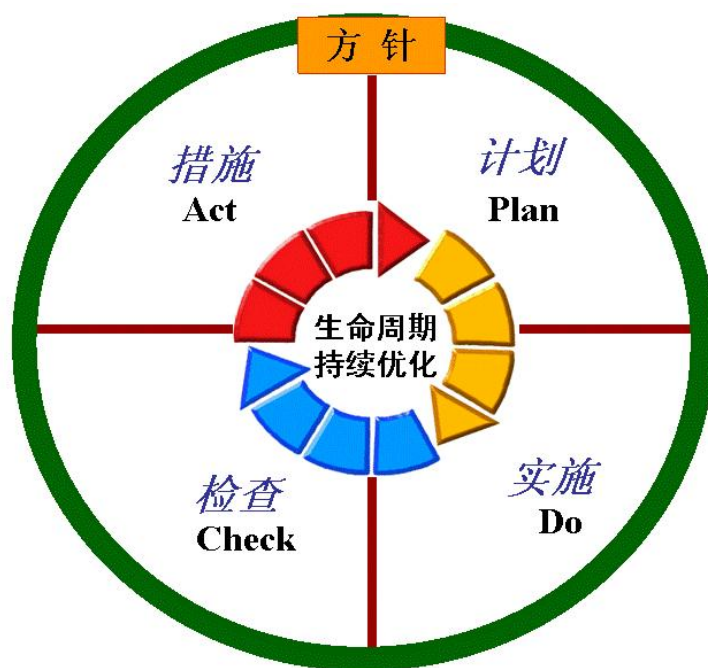 方 针
措施
Act
计划
Plan
生命周期
持续优化
检查
Check
实施
Do